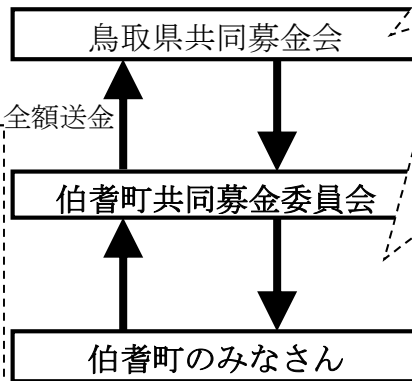 鳥取県共同募金会
全額送金
伯耆町共同募金委員会
伯耆町のみなさん